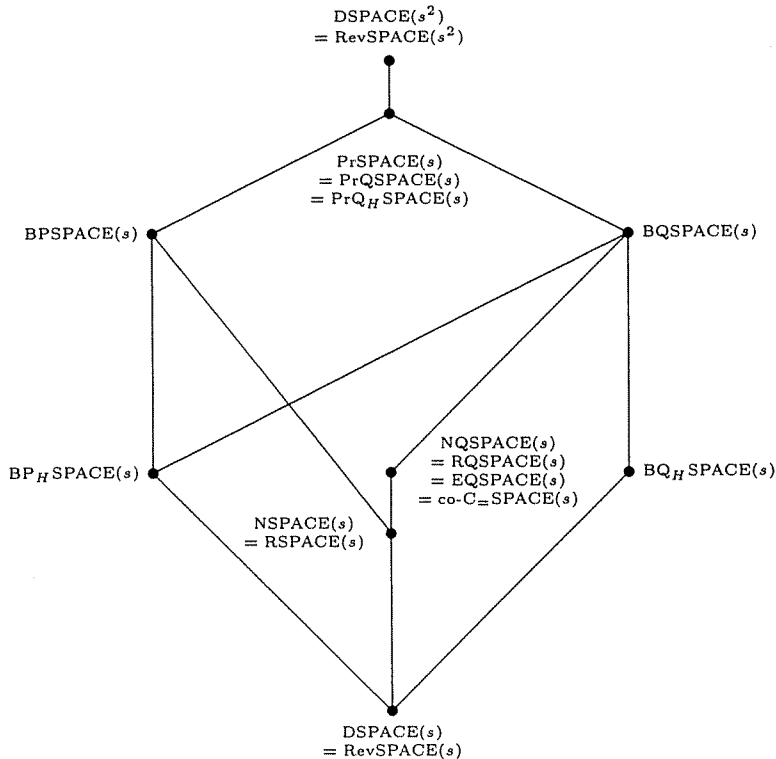 DSPACE(s²)
= RevSPACE(s²)
PrSPACE(s)
= PrQSPACE(s)
= PrQ_H SPACE(s)
BPSPACE(s)
BQSPACE(s)
BP_H SPACE(s)
NQSPACE(s)
= RQSPACE(s)
= EQSPACE(s)
= co-C₌SPACE(s)
BQ_H SPACE(s)
NSPACE(s)
= RSPACE(s)
DSPACE(s)
= RevSPACE(s)